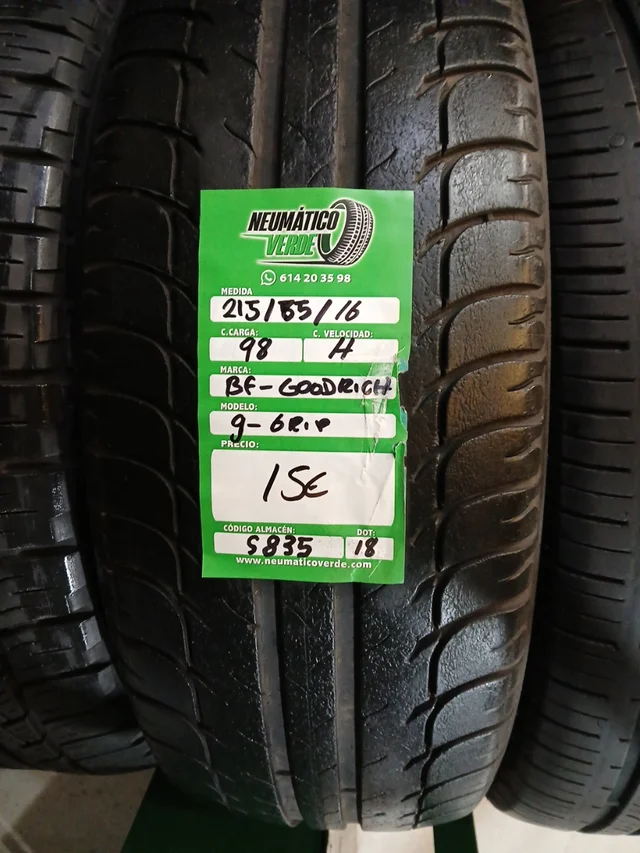 NEUMÁTICO
VERDE
614 20 35 98
MEDIDA
215/65/16
C.CARGA: C. VELOCIDAD:
98 H
MARCA:
BF-GOODRICH
MODELO:
g-GRIP
PRECIO:
15€
CÓDIGO ALMACÉN: DOT:
S835 18
www.neumaticoverde.com